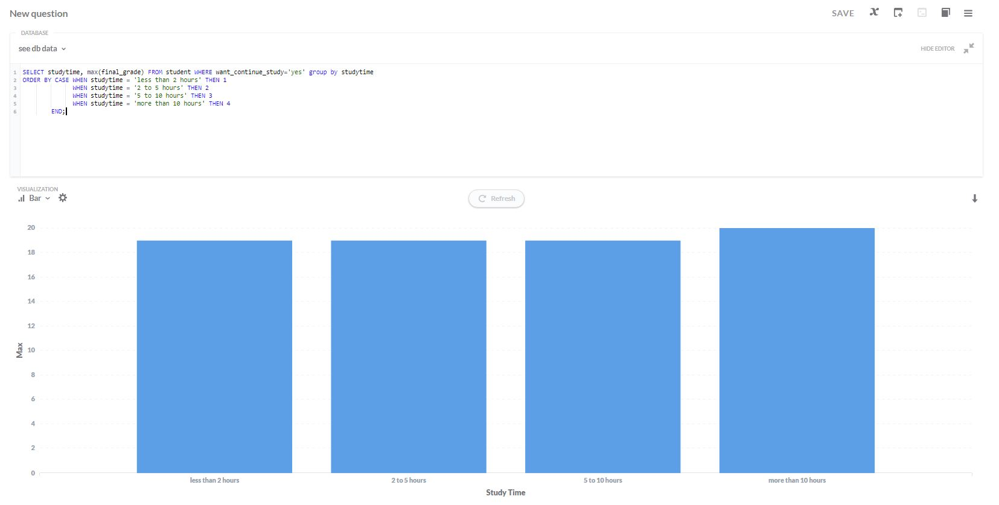 New question
SAVE
DATABASE
see db data
HIDE EDITOR
1 SELECT studytime, max(final_grade) FROM student WHERE want_continue_study='yes' group by studytime
2 ORDER BY CASE WHEN studytime = 'less than 2 hours' THEN 1
3 WHEN studytime = '2 to 5 hours' THEN 2
4 WHEN studytime = '5 to 10 hours' THEN 3
5 WHEN studytime = 'more than 10 hours' THEN 4
6 END;
VISUALIZATION
Bar
Refresh
20
18
16
14
12
10
8
6
4
2
0
Max
less than 2 hours
2 to 5 hours
5 to 10 hours
more than 10 hours
Study Time